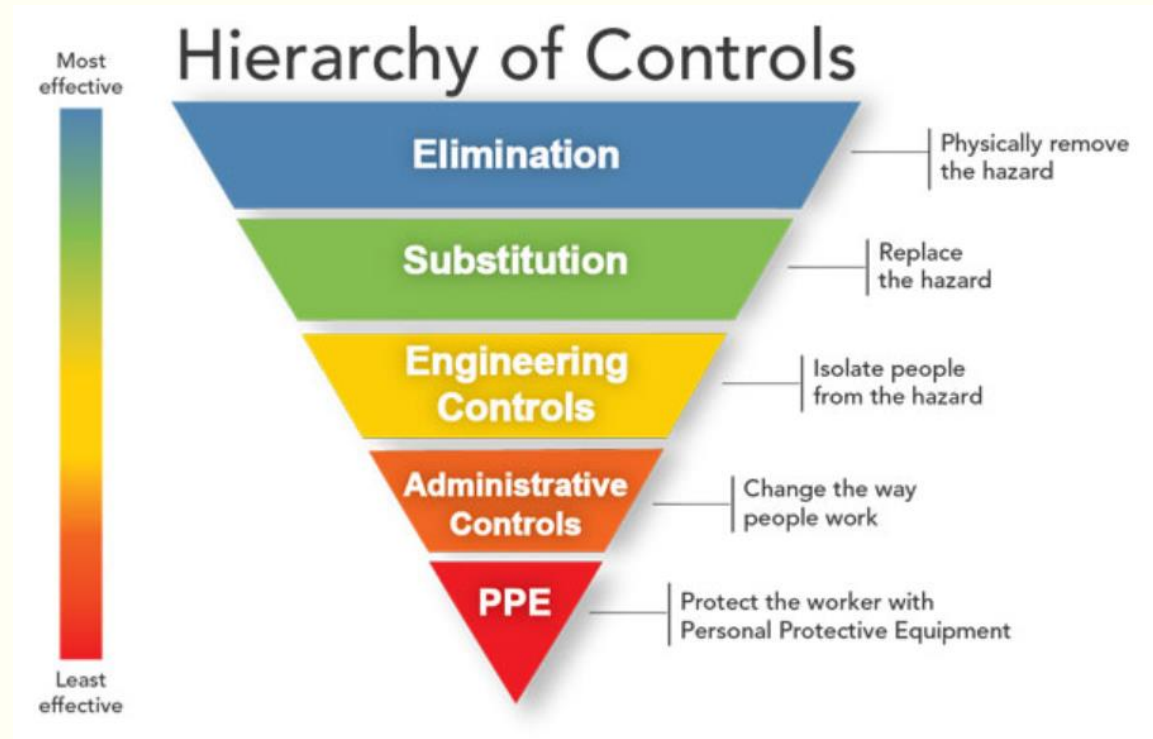 Hierarchy of Controls
Most
effective
Elimination
Physically remove
the hazard
Substitution
Replace
the hazard
Engineering
Controls
Isolate people
from the hazard
Administrative
Controls
Change the way
people work
PPE
Protect the worker with
Personal Protective Equipment
Least
effective